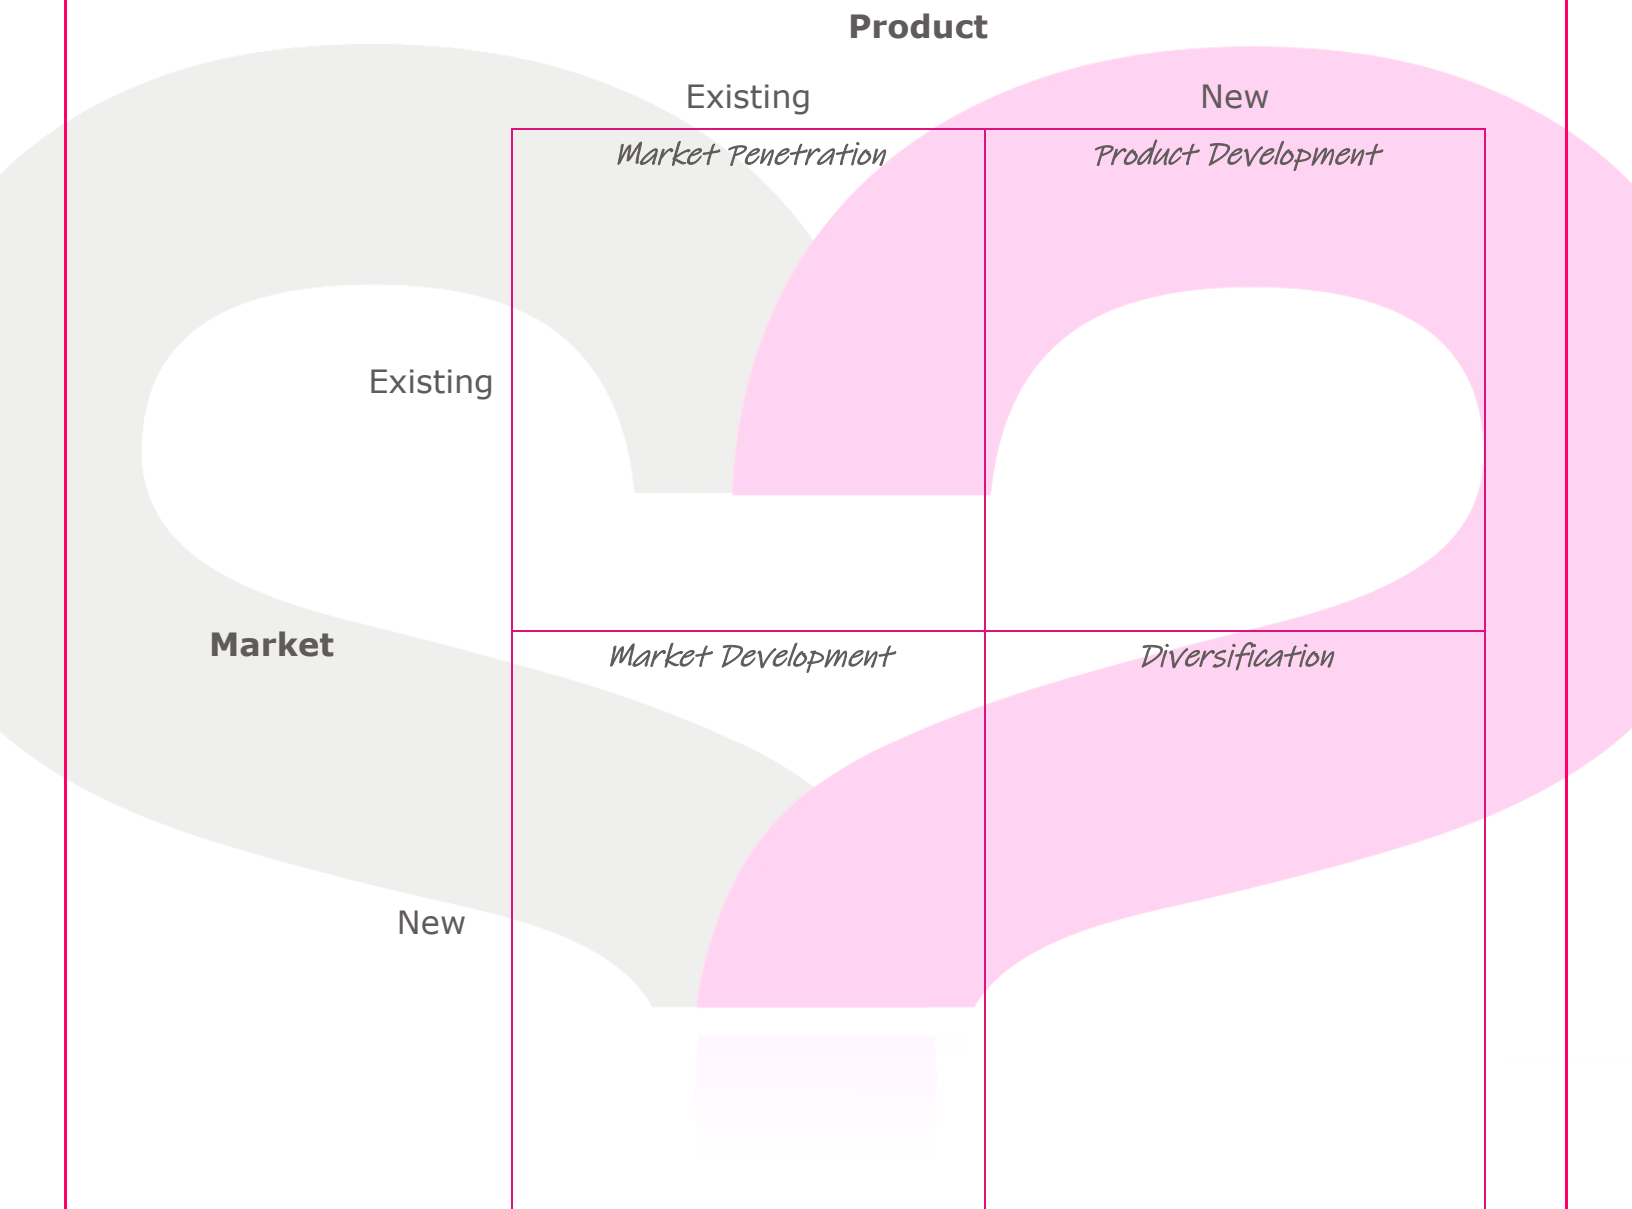 Product
Existing New
Market Penetration Product Development
Existing
Market
Market Development Diversification
New